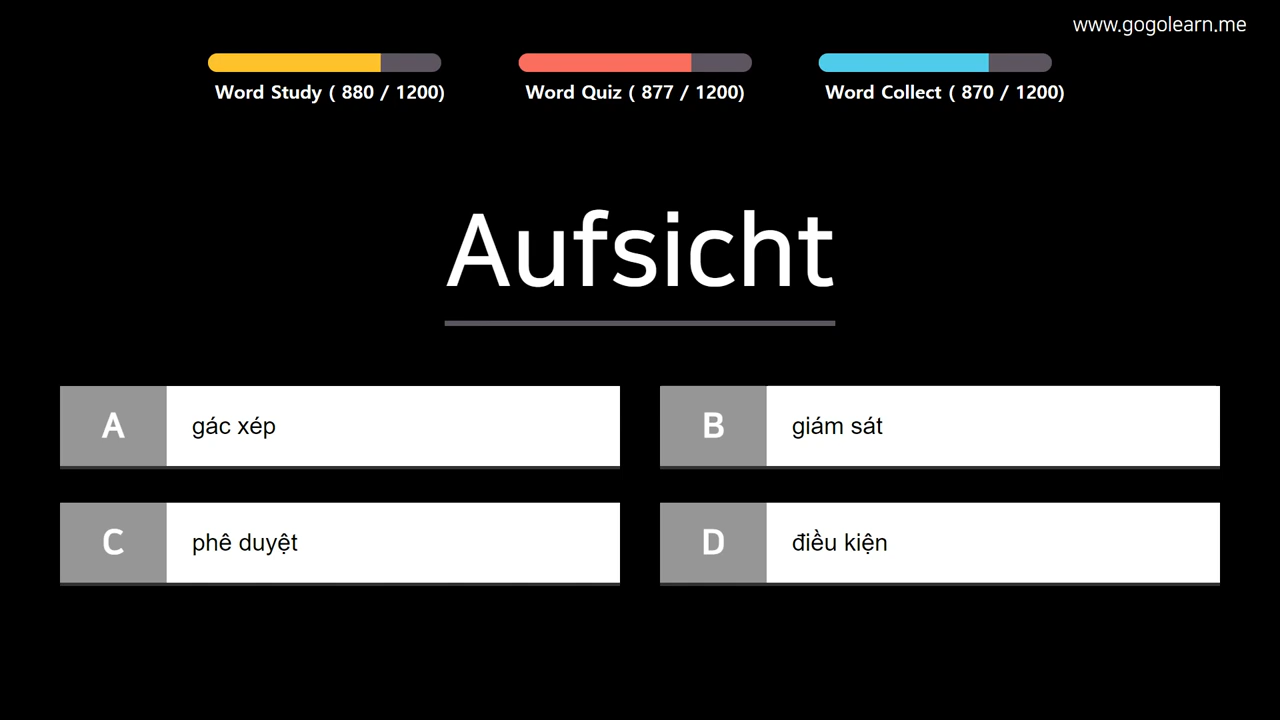 www.gogolearn.me
Word Study ( 880 / 1200)
Word Quiz ( 877 / 1200)
Word Collect ( 870 / 1200)
Aufsicht
A gác xép
B giám sát
C phê duyệt
D điều kiện